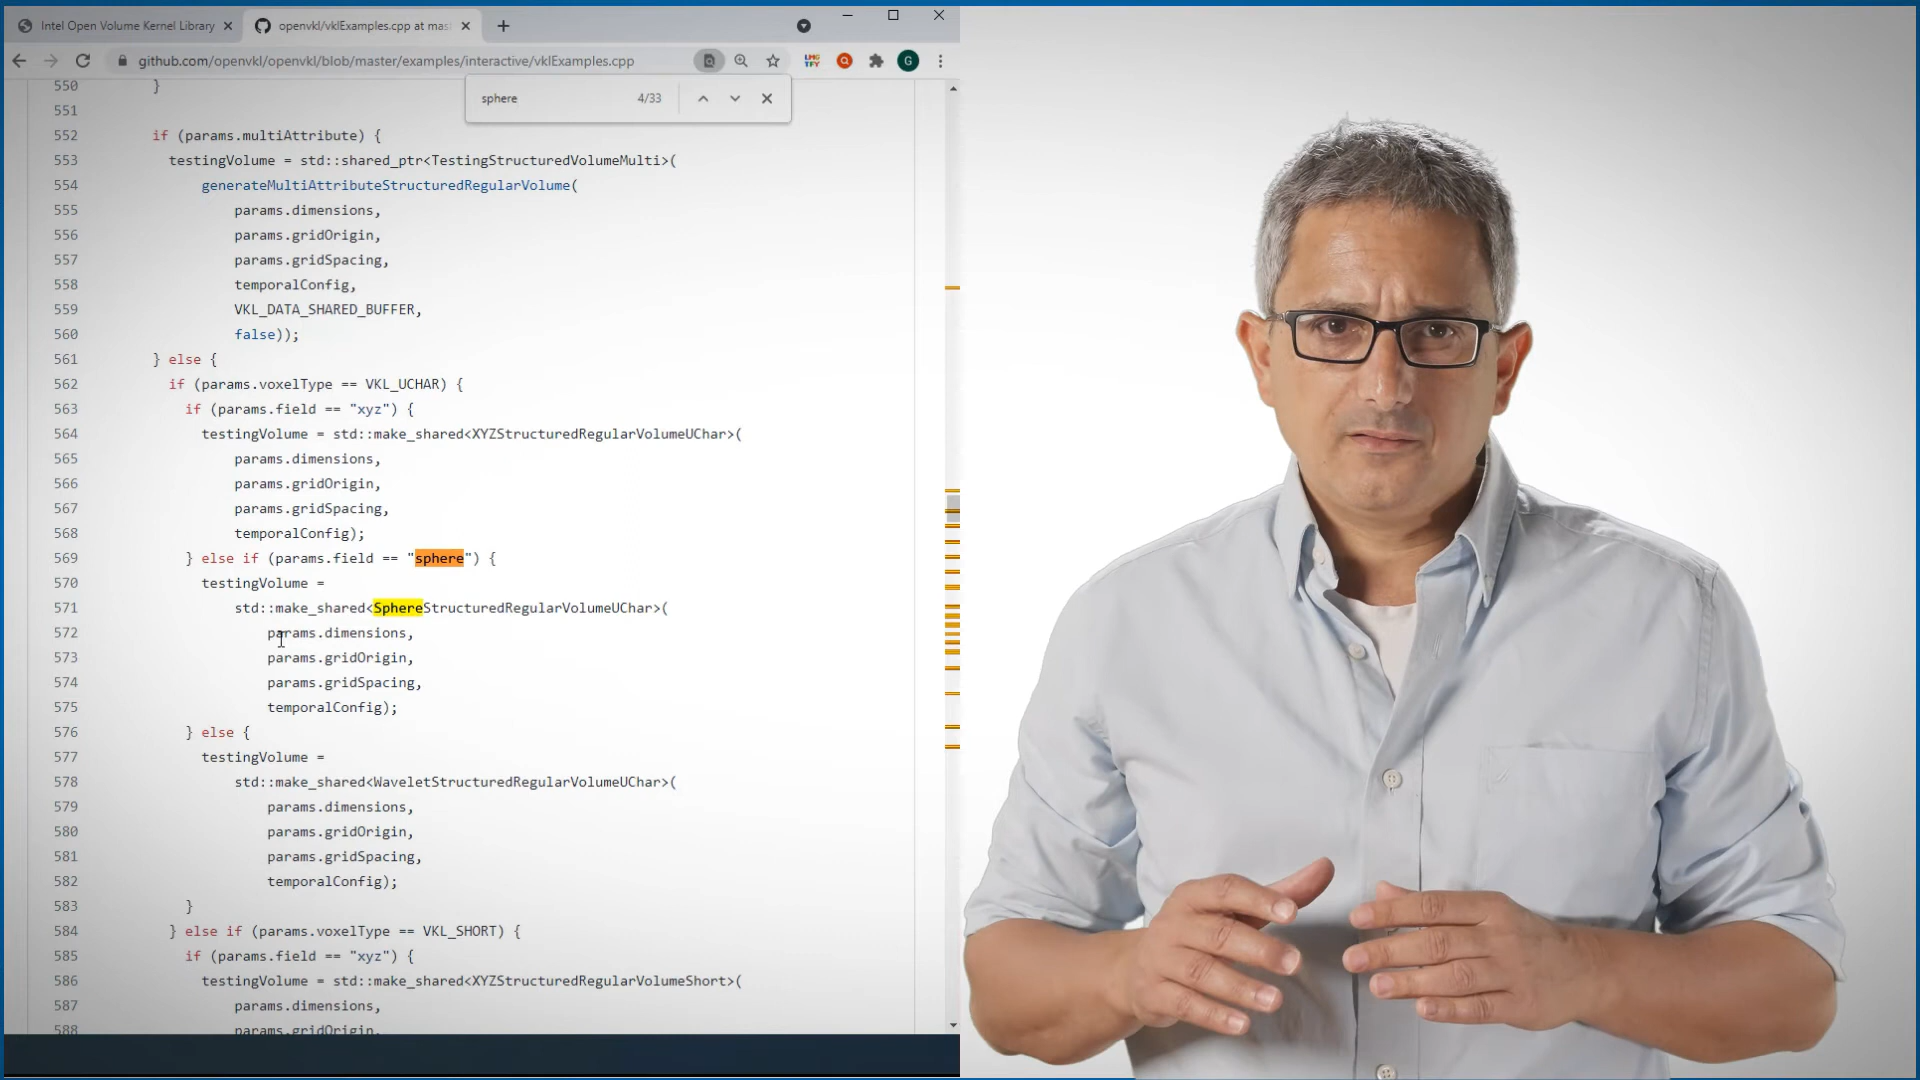 Intel Open Volume Kernel Library
openvkl/vklExamples.cpp at mas
github.com/openvkl/openvkl/blob/master/examples/interactive/vklExamples.cpp
LMG
TFY
G
sphere 4/33
550 }
551
552 if (params.multiAttribute) {
553 testingVolume = std::shared_ptr<TestingStructuredVolumeMulti>(
554 generateMultiAttributeStructuredRegularVolume(
555 params.dimensions,
556 params.gridOrigin,
557 params.gridSpacing,
558 temporalConfig,
559 VKL_DATA_SHARED_BUFFER,
560 false));
561 } else {
562 if (params.voxelType == VKL_UCHAR) {
563 if (params.field == "xyz") {
564 testingVolume = std::make_shared<XYZStructuredRegularVolumeUChar>(
565 params.dimensions,
566 params.gridOrigin,
567 params.gridSpacing,
568 temporalConfig);
569 } else if (params.field == "sphere") {
570 testingVolume =
571 std::make_shared<SphereStructuredRegularVolumeUChar>(
572 params.dimensions,
573 params.gridOrigin,
574 params.gridSpacing,
575 temporalConfig);
576 } else {
577 testingVolume =
578 std::make_shared<WaveletStructuredRegularVolumeUChar>(
579 params.dimensions,
580 params.gridOrigin,
581 params.gridSpacing,
582 temporalConfig);
583 }
584 } else if (params.voxelType == VKL_SHORT) {
585 if (params.field == "xyz") {
586 testingVolume = std::make_shared<XYZStructuredRegularVolumeShort>(
587 params.dimensions,
588 params.gridOrigin,